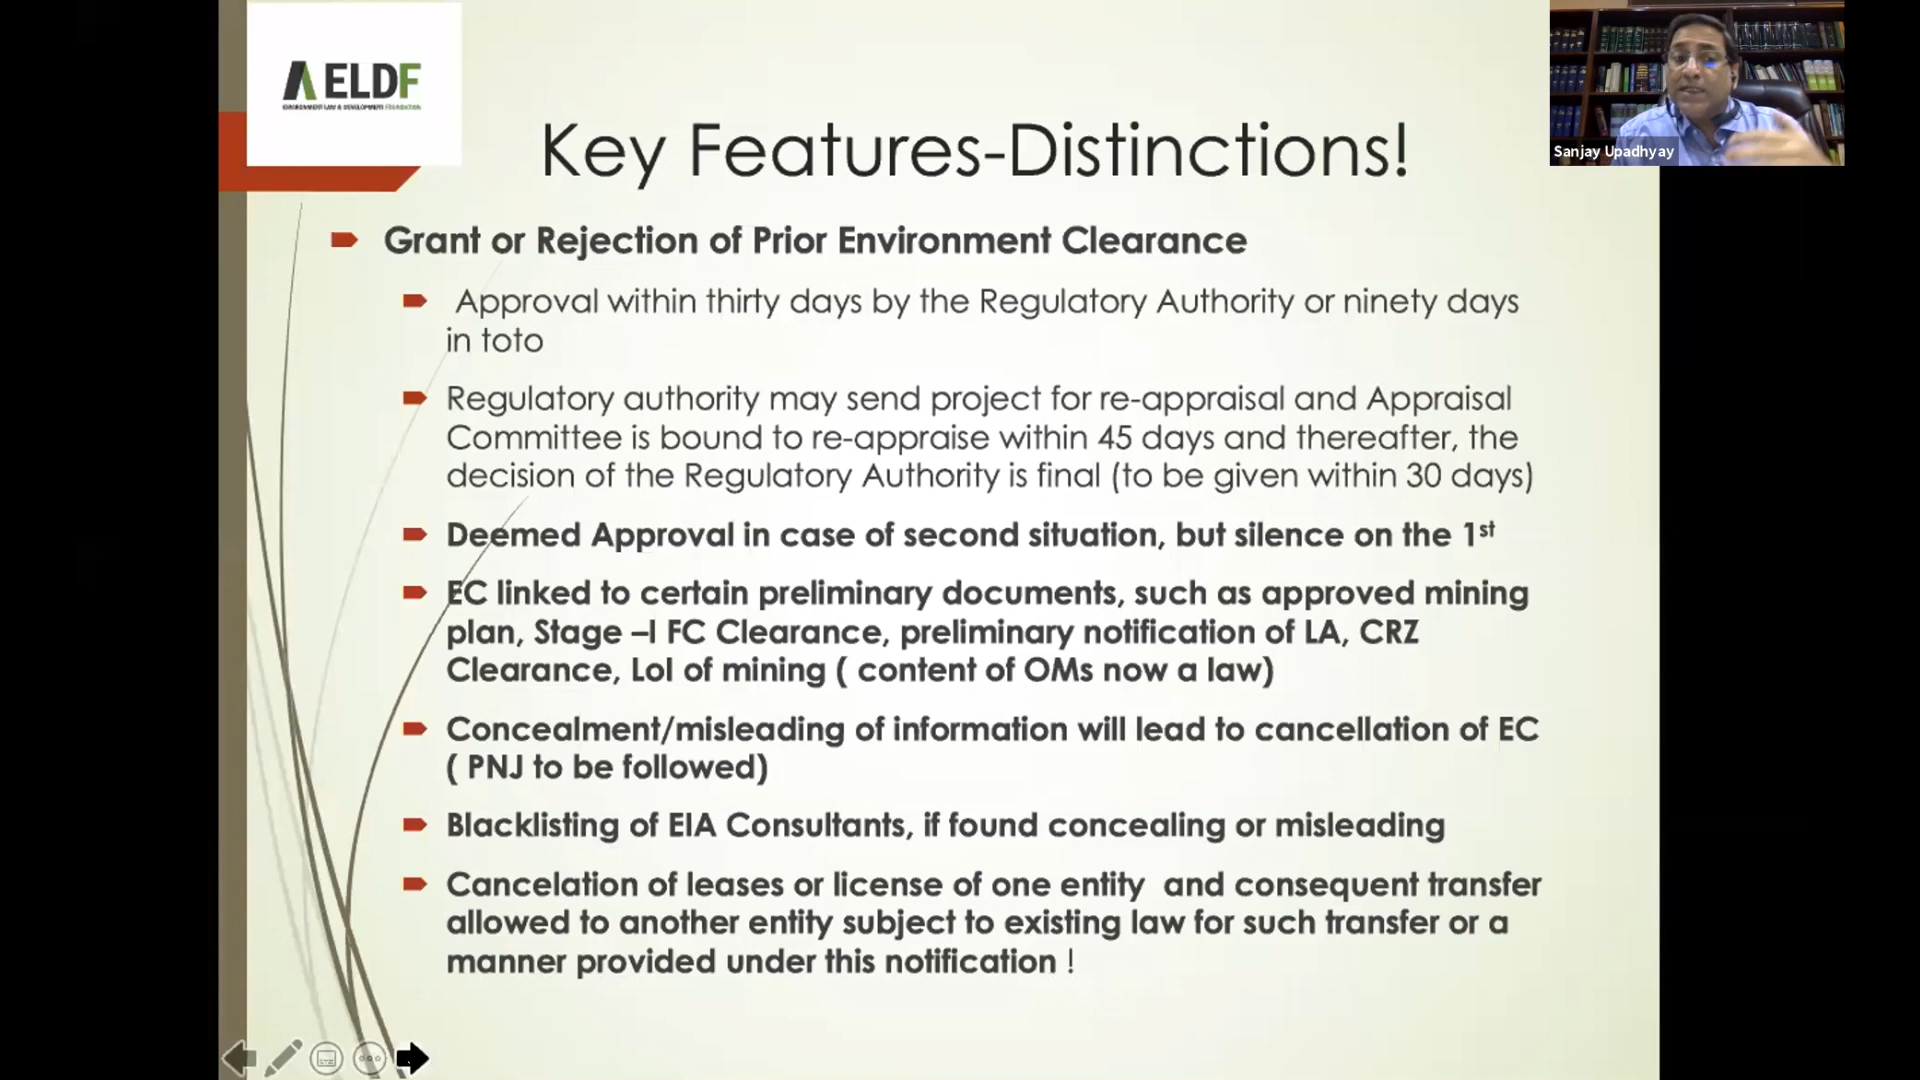 AELDF
ENVIRONMENT LAW & DEVELOPMENT FOUNDATION
Sanjay Upadhyay
Key Features-Distinctions!
Grant or Rejection of Prior Environment Clearance
Approval within thirty days by the Regulatory Authority or ninety days
in toto
Regulatory authority may send project for re-appraisal and Appraisal
Committee is bound to re-appraise within 45 days and thereafter, the
decision of the Regulatory Authority is final (to be given within 30 days)
Deemed Approval in case of second situation, but silence on the 1st
EC linked to certain preliminary documents, such as approved mining
plan, Stage –I FC Clearance, preliminary notification of LA, CRZ
Clearance, LoI of mining ( content of OMs now a law)
Concealment/misleading of information will lead to cancellation of EC
( PNJ to be followed)
Blacklisting of EIA Consultants, if found concealing or misleading
Cancelation of leases or license of one entity and consequent transfer
allowed to another entity subject to existing law for such transfer or a
manner provided under this notification !